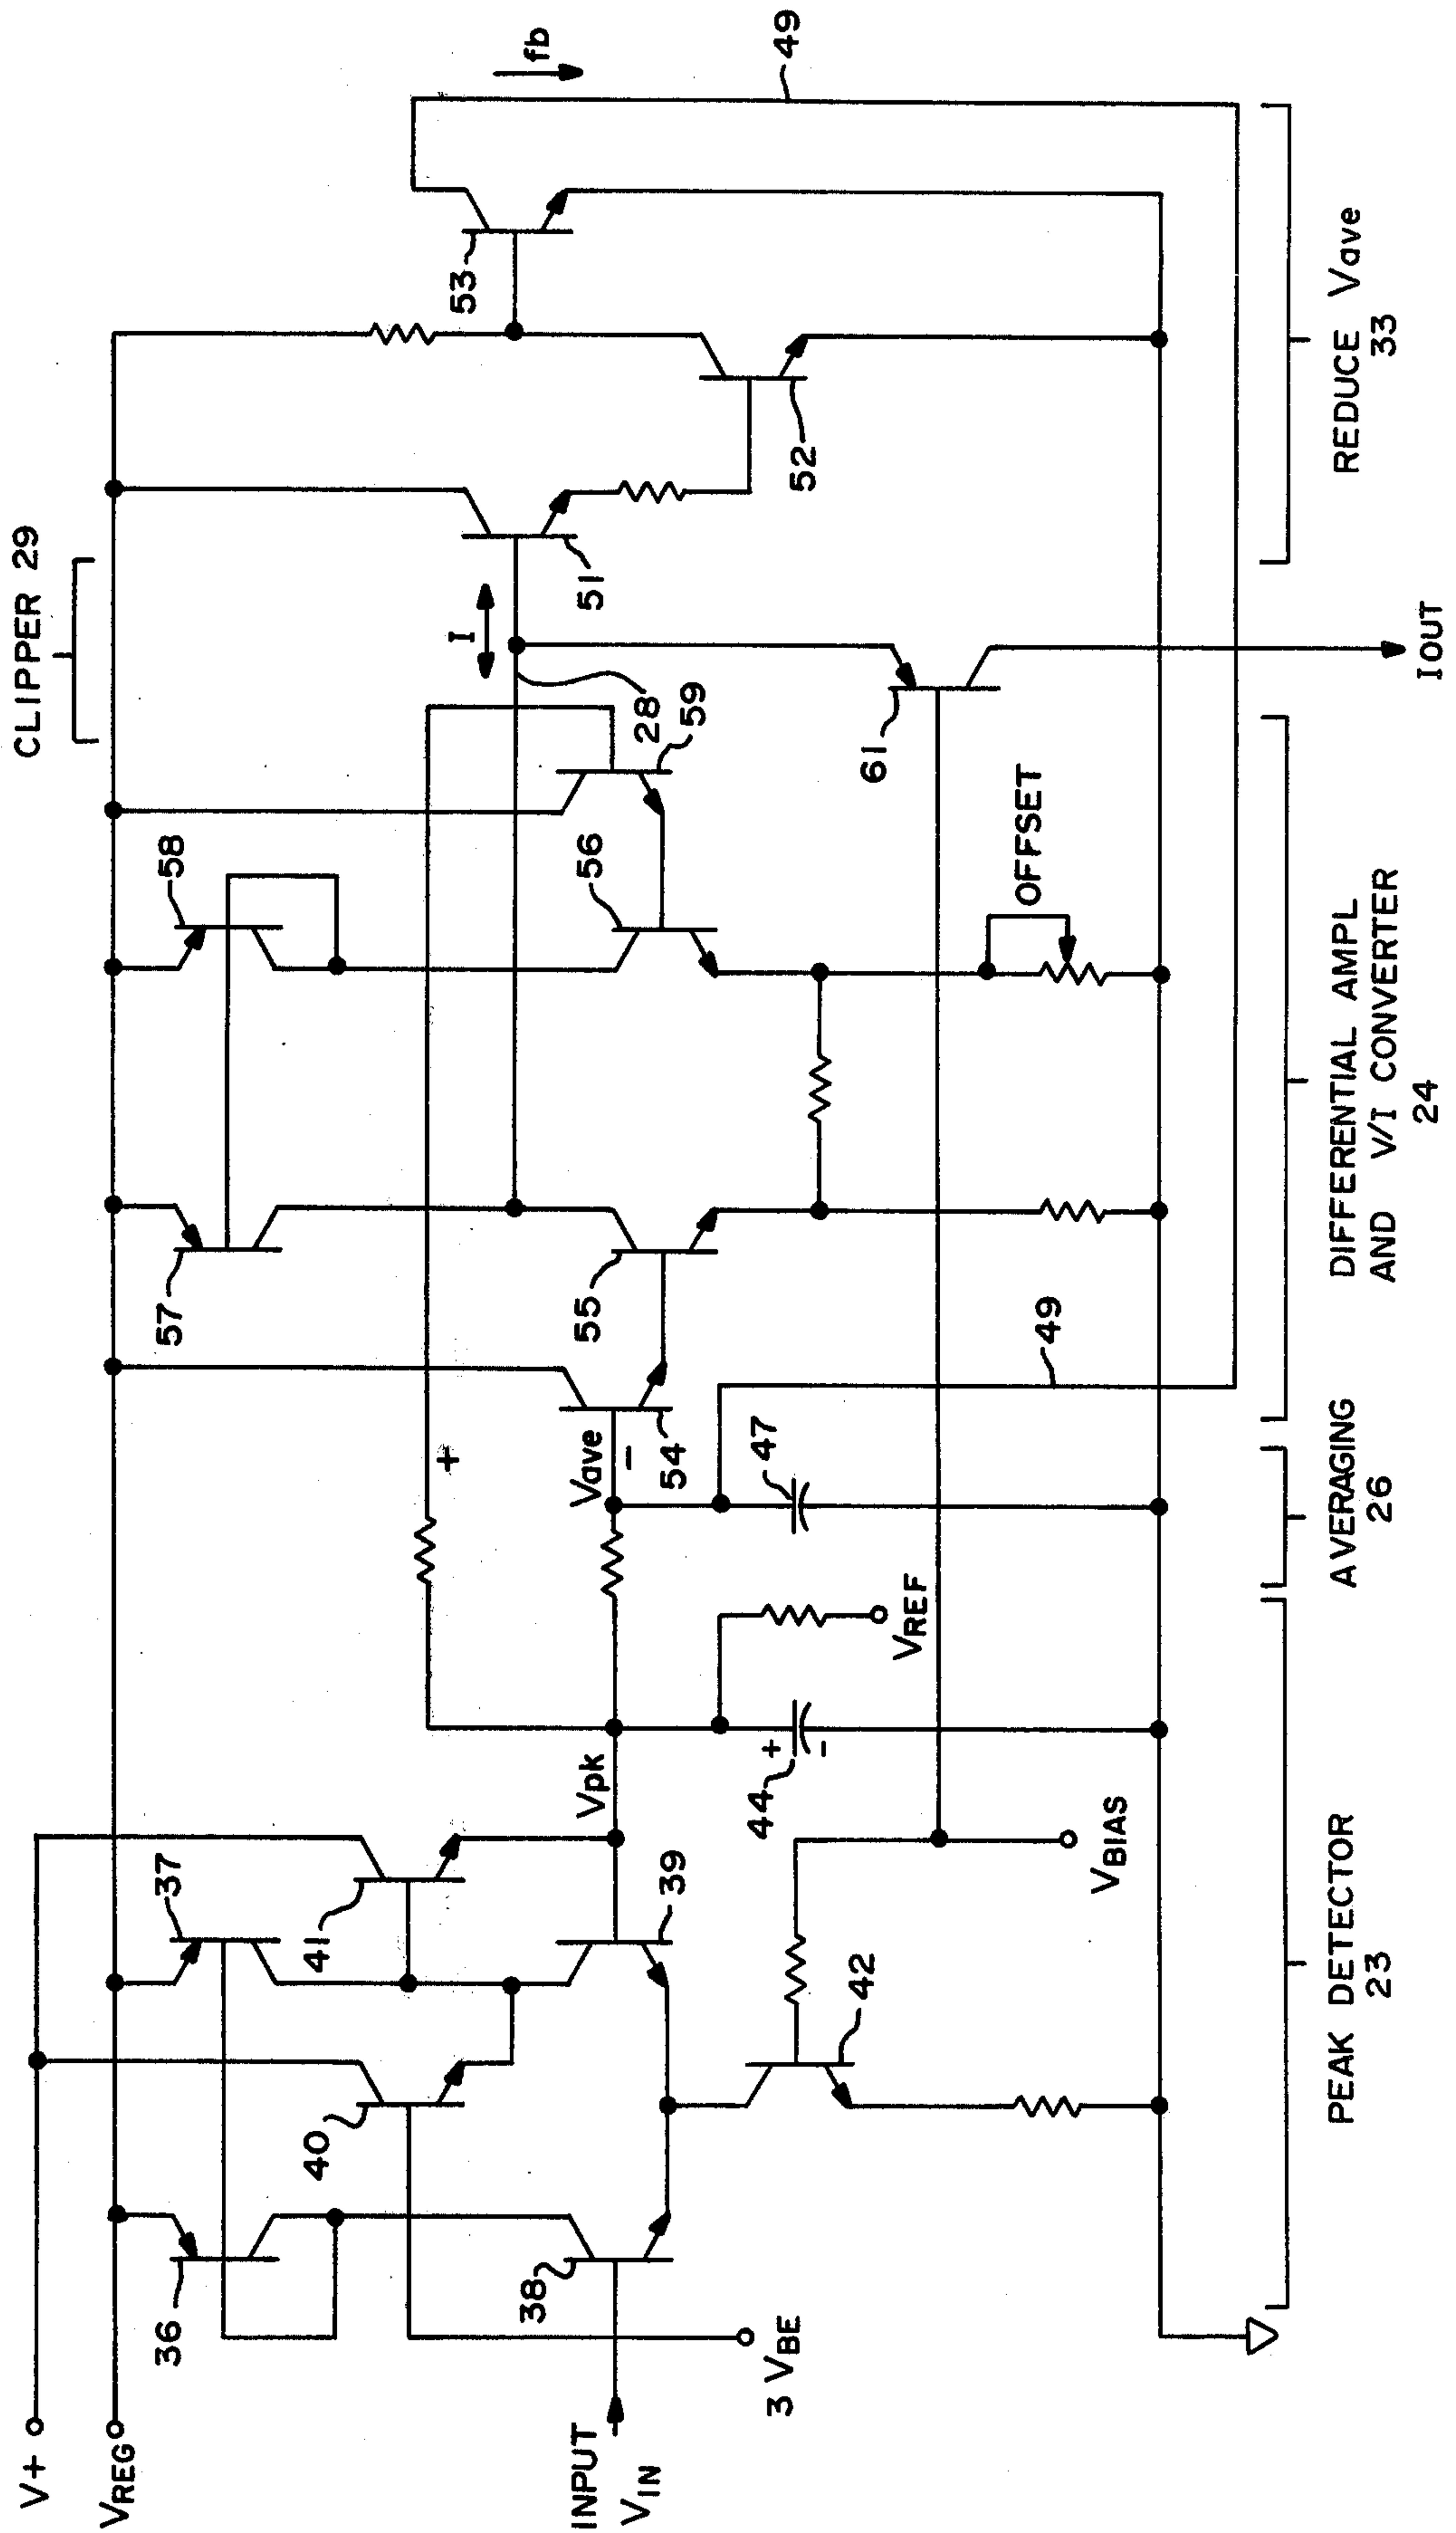 CLIPPER 29
V+
VREG
36
37
40
41
57
58
I
51
53
fb
49
28
59
INPUT
VIN
38
39
Vpk
Vave
+
−
54
55
56
52
3 VBE
42
44
+
−
VREF
47
49
61
OFFSET
VBIAS
IOUT
PEAK DETECTOR
23
AVERAGING
26
DIFFERENTIAL AMPL
AND V/I CONVERTER
24
REDUCE Vave
33